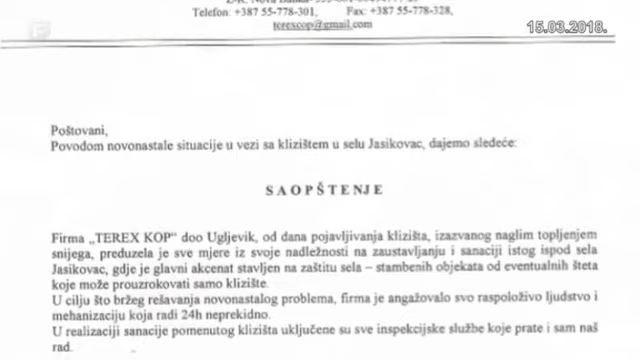 Telefon: +387 55-778-301, Fax: +387 55-778-328,
terexcop@gmail.com
15.03.2018.
Poštovani,
Povodom novonastale situacije u vezi sa klizištem u selu Jasikovac, dajemo sledeće:
SAOPŠTENJE
Firma „TEREX KOP“ doo Ugljevik, od dana pojavljivanja klizišta, izazvanog naglim topljenjem
snijega, preduzela je sve mjere iz svoje nadležnosti na zaustavljanju i sanaciji istog ispod sela
Jasikovac, gdje je glavni akcenat stavljen na zaštitu sela – stambenih objekata od eventualnih šteta
koje može prouzrokovati samo klizište.
U cilju što bržeg rešavanja novonastalog problema, firma je angažovalo svo raspoloživo ljudstvo i
mehanizaciju koja radi 24h neprekidno.
U realizaciji sanacije pomenutog klizišta uključene su sve inspekcijske službe koje prate i sam naš
rad.